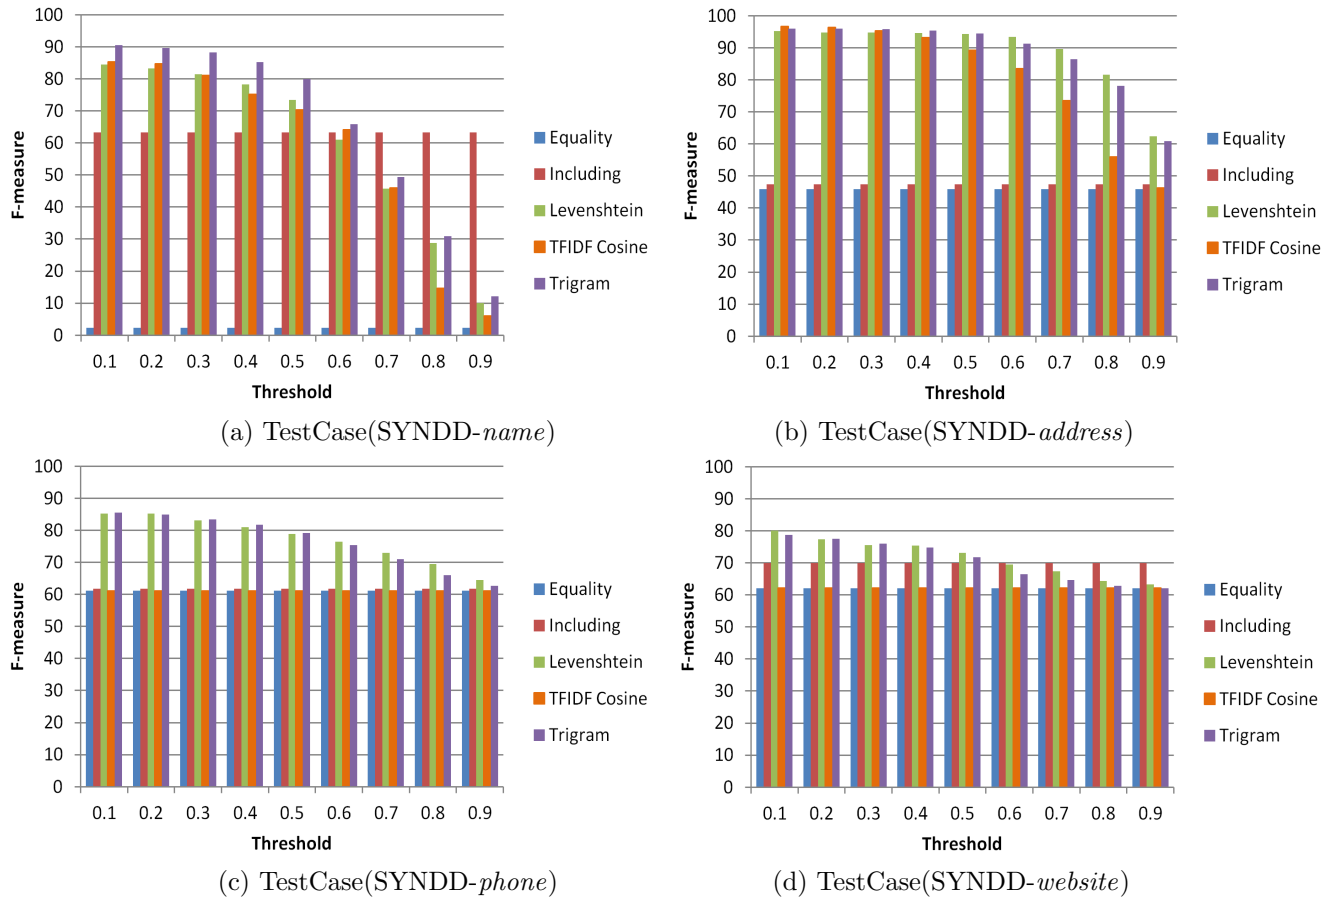 100
90
80
70
60
50
40
30
20
10
0
F-measure
0.1 0.2 0.3 0.4 0.5 0.6 0.7 0.8 0.9
Threshold
Equality
Including
Levenshtein
TFIDF Cosine
Trigram
(a) TestCase(SYNDD-name)
100
90
80
70
60
50
40
30
20
10
0
F-measure
0.1 0.2 0.3 0.4 0.5 0.6 0.7 0.8 0.9
Threshold
Equality
Including
Levenshtein
TFIDF Cosine
Trigram
(b) TestCase(SYNDD-address)
100
90
80
70
60
50
40
30
20
10
0
F-measure
0.1 0.2 0.3 0.4 0.5 0.6 0.7 0.8 0.9
Threshold
Equality
Including
Levenshtein
TFIDF Cosine
Trigram
(c) TestCase(SYNDD-phone)
100
90
80
70
60
50
40
30
20
10
0
F-measure
0.1 0.2 0.3 0.4 0.5 0.6 0.7 0.8 0.9
Threshold
Equality
Including
Levenshtein
TFIDF Cosine
Trigram
(d) TestCase(SYNDD-website)